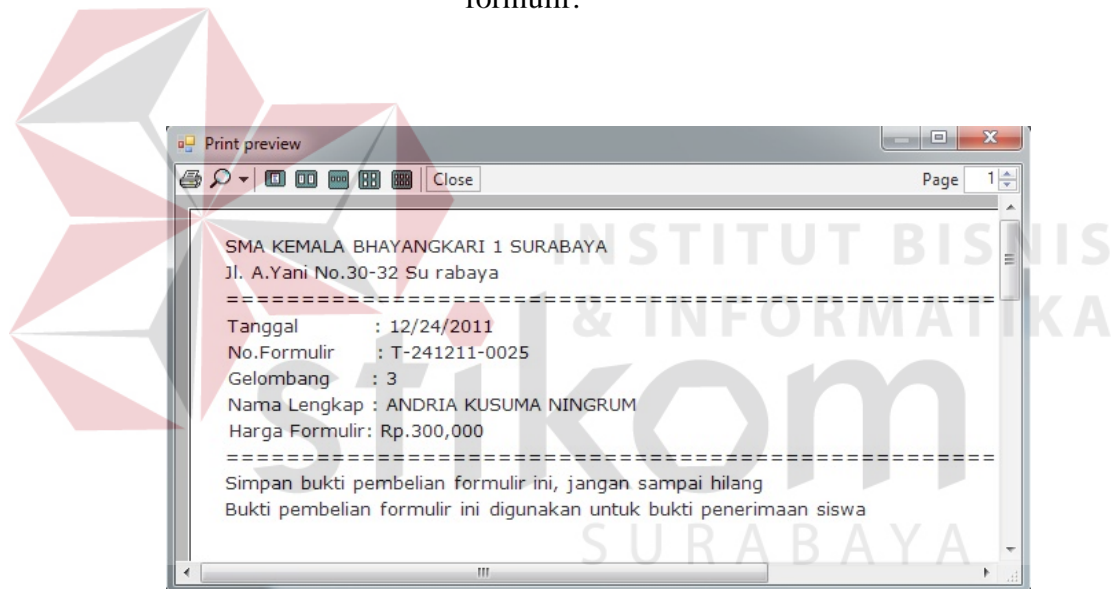 formulir.
Print preview
Close
Page 1
SMA KEMALA BHAYANGKARI 1 SURABAYA
Jl. A.Yani No.30-32 Su rabaya
===================================================
Tanggal : 12/24/2011
No.Formulir : T-241211-0025
Gelombang : 3
Nama Lengkap : ANDRIA KUSUMA NINGRUM
Harga Formulir: Rp.300,000
===================================================
Simpan bukti pembelian formulir ini, jangan sampai hilang
Bukti pembelian formulir ini digunakan untuk bukti penerimaan siswa
INSTITUT BISNIS
& INFORMATIKA
stikom
SURABAYA